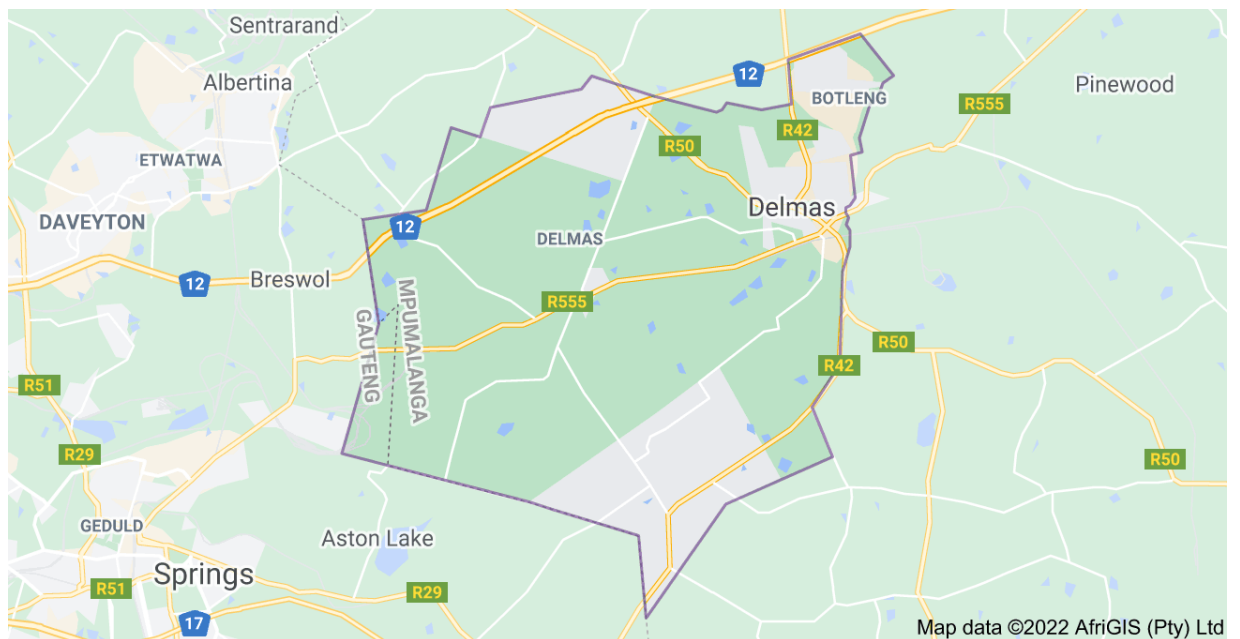 Sentrarand
Albertina
12
Pinewood
BOTLENG
R555
R42
R50
ETWATWA
DAVEYTON
Delmas
12
DELMAS
12
Breswol
R555
MPUMALANGA
GAUTENG
R50
R42
R51
R29
R50
GEDULD
Aston Lake
Springs
R51
R29
17
Map data ©2022 AfriGIS (Pty) Ltd